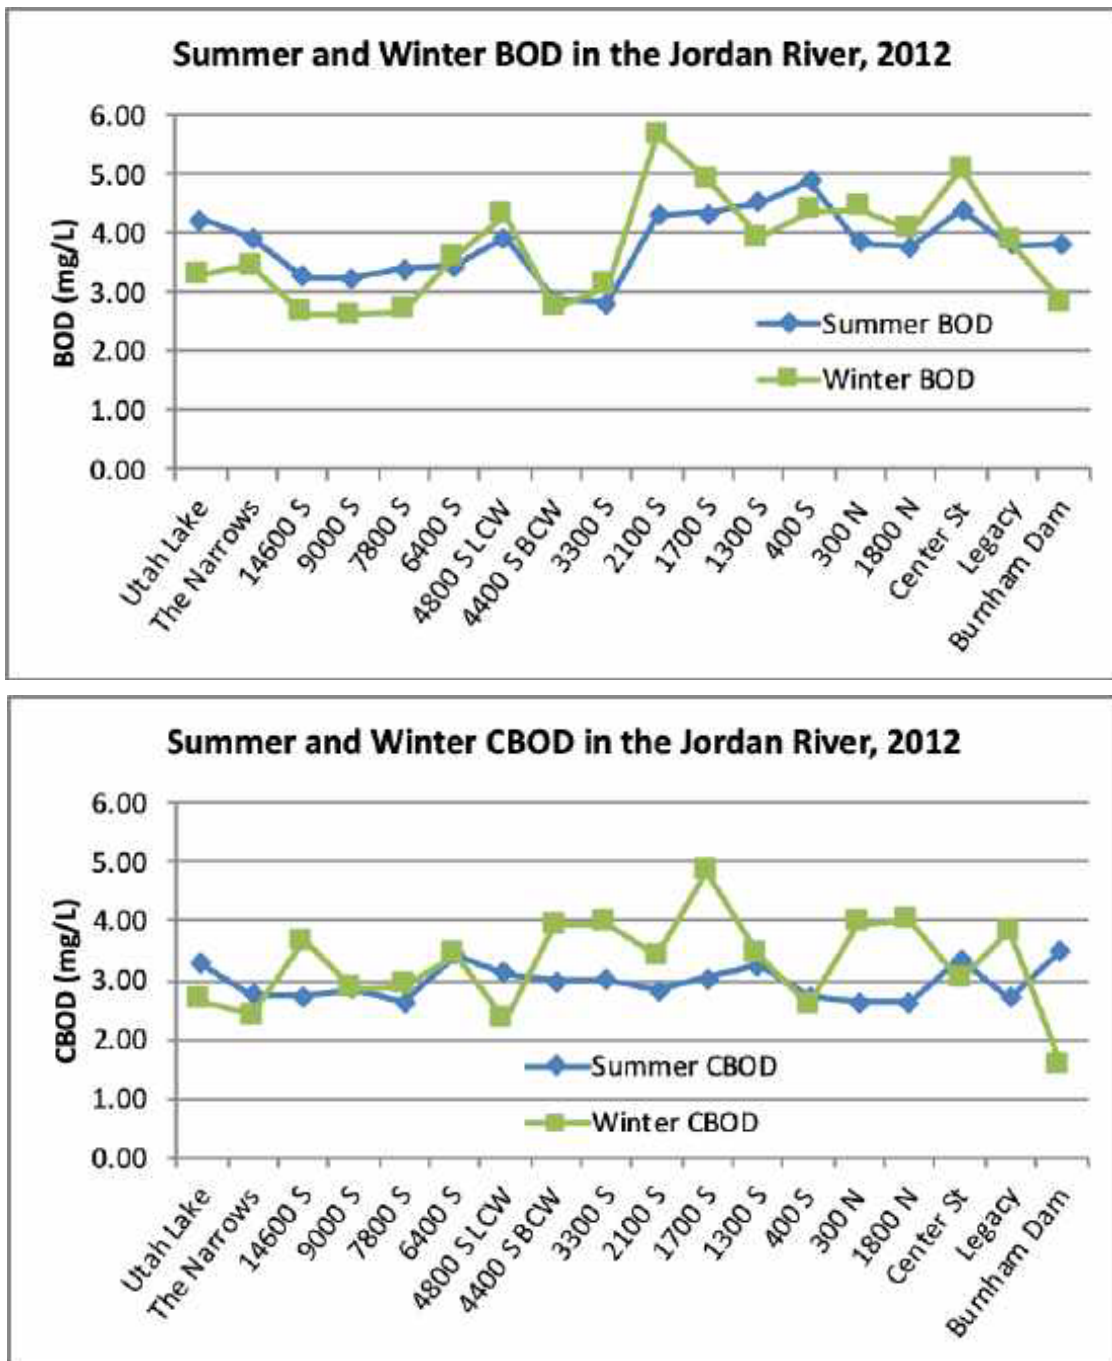 Summer and Winter BOD in the Jordan River, 2012
BOD (mg/L)
6.00
5.00
4.00
3.00
2.00
1.00
0.00
Summer BOD
Winter BOD
Utah Lake
The Narrows
14600 S
9000 S
7800 S
6400 S
4800 S LCW
4400 S BCW
3300 S
2100 S
1700 S
1300 S
400 S
300 N
1800 N
Center St
Legacy
Burnham Dam
Summer and Winter CBOD in the Jordan River, 2012
CBOD (mg/L)
6.00
5.00
4.00
3.00
2.00
1.00
0.00
Summer CBOD
Winter CBOD
Utah Lake
The Narrows
14600 S
9000 S
7800 S
6400 S
4800 S LCW
4400 S BCW
3300 S
2100 S
1700 S
1300 S
400 S
300 N
1800 N
Center St
Legacy
Burnham Dam